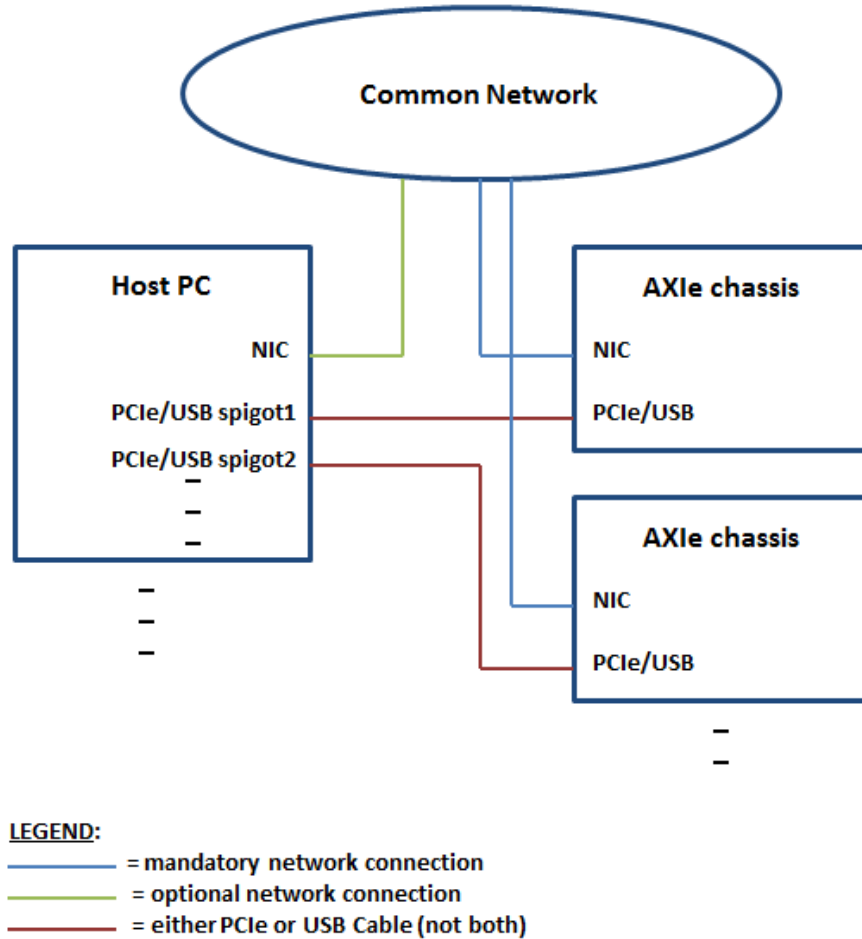 Common Network
Host PC
NIC
PCIe/USB spigot1
PCIe/USB spigot2
AXIe chassis
NIC
PCIe/USB
AXIe chassis
NIC
PCIe/USB
LEGEND:
= mandatory network connection
= optional network connection
= either PCIe or USB Cable (not both)